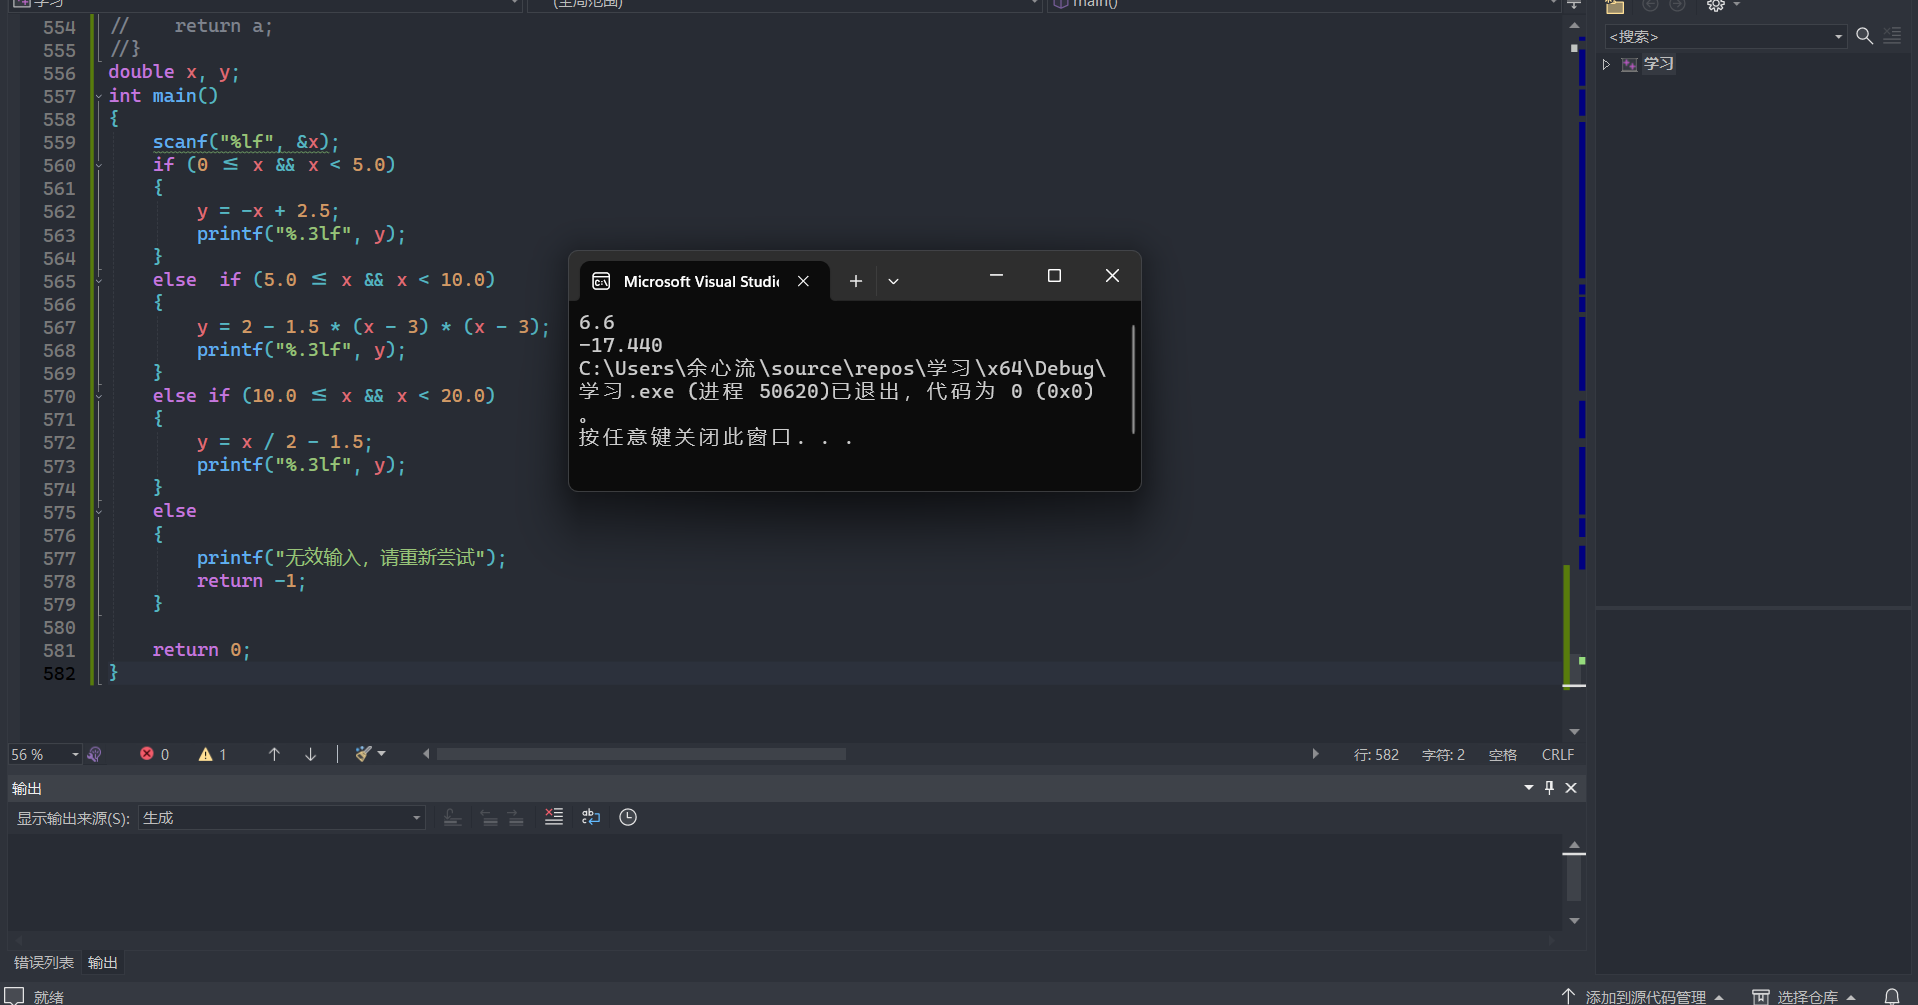 学习
(全局范围)
main()
554 //    return a;
555 //}
556 double x, y;
557 int main()
558 {
559     scanf("%lf", &x);
560     if (0 ≤ x && x < 5.0)
561     {
562         y = -x + 2.5;
563         printf("%.3lf", y);
564     }
565     else  if (5.0 ≤ x && x < 10.0)
566     {
567         y = 2 - 1.5 * (x - 3) * (x - 3);
568         printf("%.3lf", y);
569     }
570     else if (10.0 ≤ x && x < 20.0)
571     {
572         y = x / 2 - 1.5;
573         printf("%.3lf", y);
574     }
575     else
576     {
577         printf("无效输入，请重新尝试");
578         return -1;
579     }
580
581     return 0;
582 }
Microsoft Visual Studi
6.6
-17.440
C:\Users\余心流\source\repos\学习\x64\Debug\
学习.exe (进程 50620)已退出，代码为 0 (0x0)
。
按任意键关闭此窗口. . .
<搜索>
学习
56 %
0
1
行: 582
字符: 2
空格
CRLF
输出
显示输出来源(S):
生成
错误列表
输出
就绪
添加到源代码管理
选择仓库